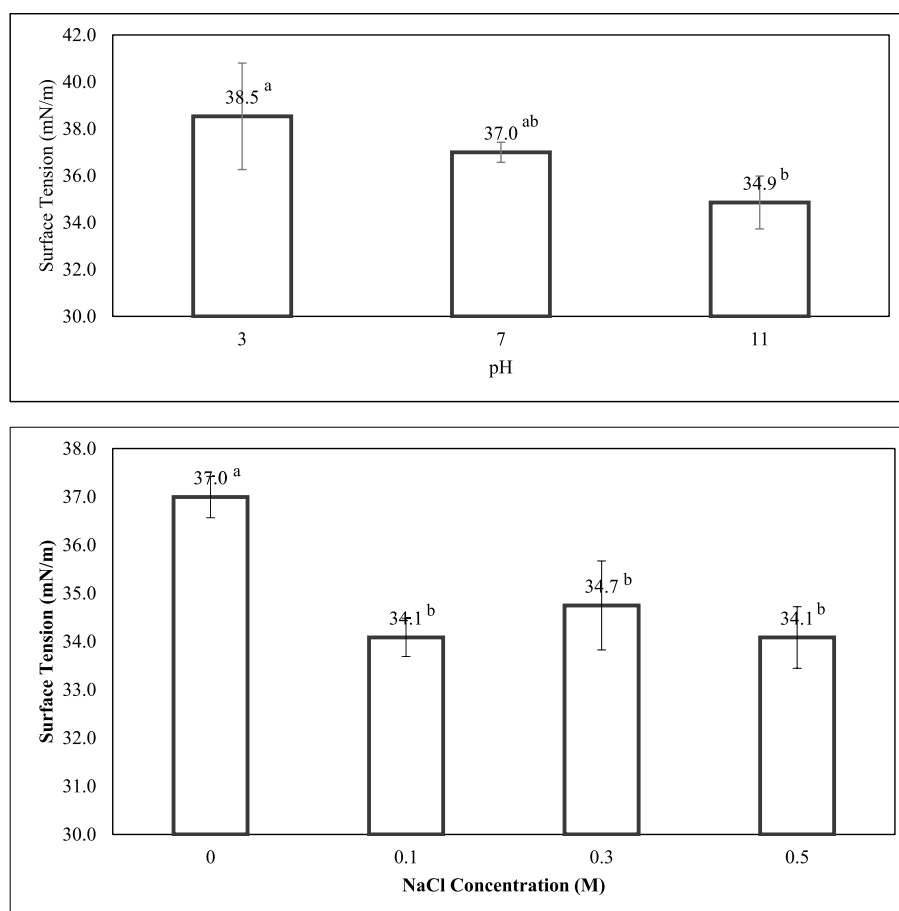 42.0
40.0
38.0
36.0
34.0
32.0
30.0
Surface Tension (mN/m)
38.5 a
37.0 ab
34.9 b
3 7 11
pH
38.0
37.0
36.0
35.0
34.0
33.0
32.0
31.0
30.0
Surface Tension (mN/m)
37.0 a
34.1 b
34.7 b
34.1 b
0 0.1 0.3 0.5
NaCl Concentration (M)